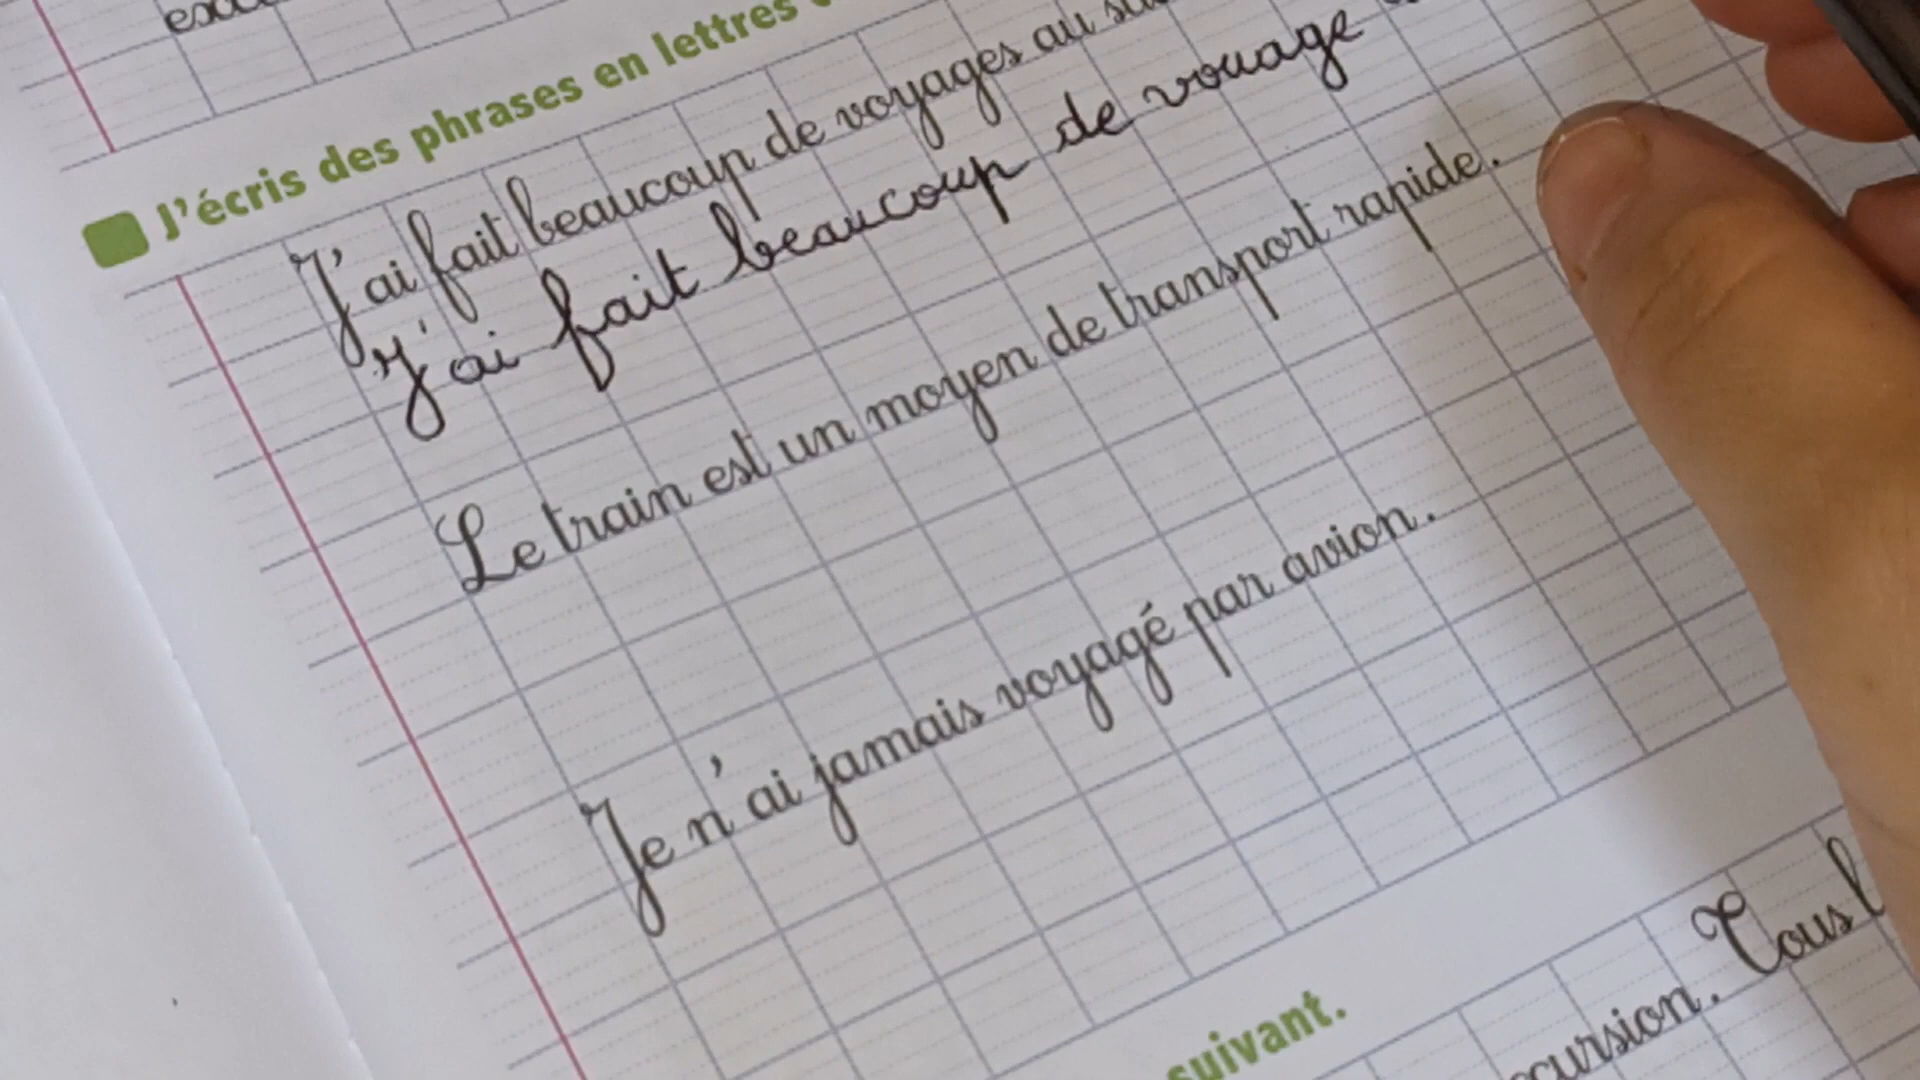 J'écris des phrases en lettres
J'ai fait beaucoup de voyages au
J'ai fait beaucoup de vouage
Le train est un moyen de transport rapide.
Je n'ai jamais voyagé par avion.
Tous
suivant.